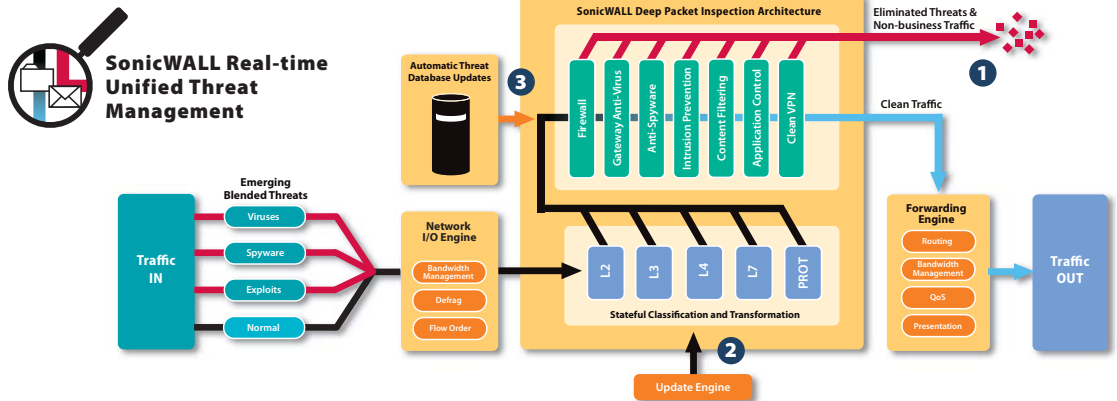 SonicWALL Real-time
Unified Threat
Management
SonicWALL Deep Packet Inspection Architecture
Eliminated Threats &
Non-business Traffic
1
Automatic Threat
Database Updates
3
Firewall
Gateway Anti-Virus
Anti-Spyware
Intrusion Prevention
Content Filtering
Application Control
Clean VPN
Clean Traffic
Emerging
Blended Threats
Traffic
IN
Viruses
Spyware
Exploits
Normal
Network
I/O Engine
Bandwidth
Management
Defrag
Flow Order
L2
L3
L4
L7
PROT
Stateful Classification and Transformation
2
Update Engine
Forwarding
Engine
Routing
Bandwidth
Management
QoS
Presentation
Traffic
OUT